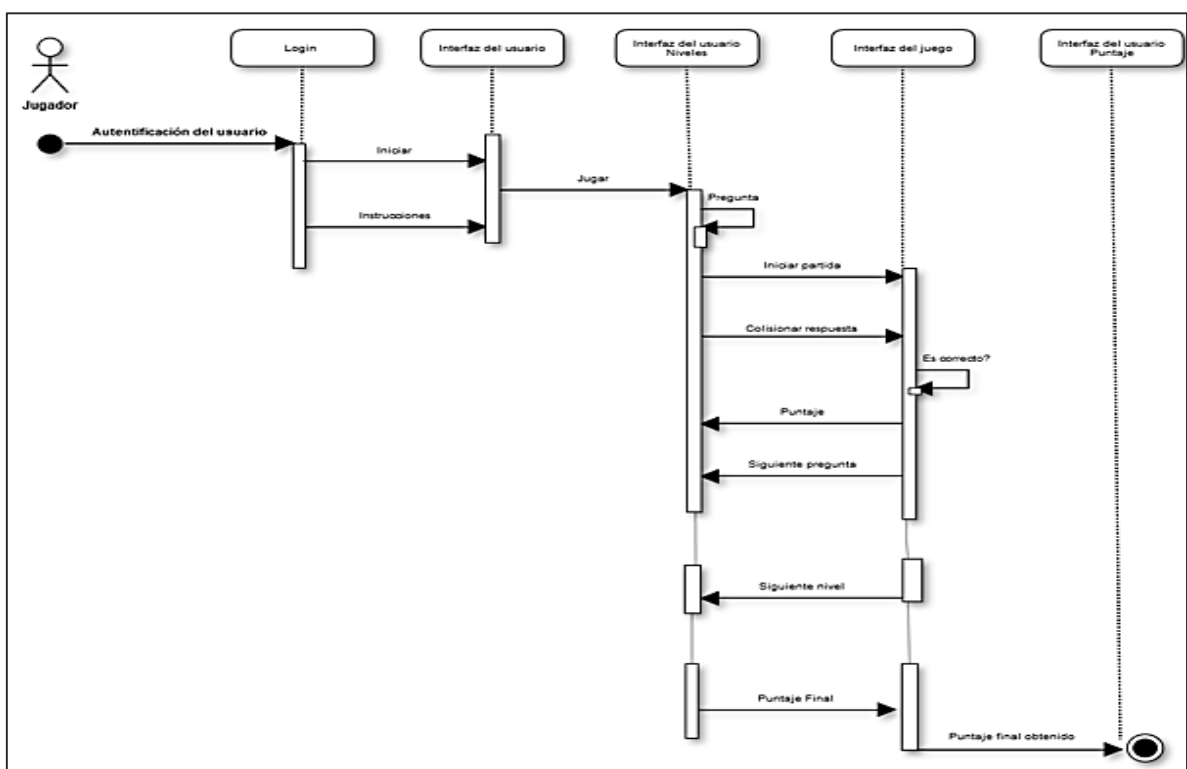 Login
Interfaz del usuario
Interfaz del usuario
Niveles
Interfaz del juego
Interfaz del usuario
Puntaje
Jugador
Autentificación del usuario
Iniciar
Jugar
Pregunta
Instrucciones
Iniciar partida
Colisionar respuesta
Es correcto?
Puntaje
Siguiente pregunta
Siguiente nivel
Puntaje Final
Puntaje final obtenido